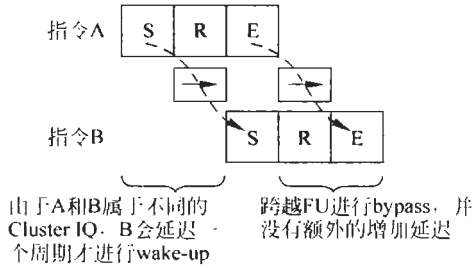 指令A S R E
指令B S R E
由于A和B属于不同的
Cluster IQ，B会延迟一
个周期才进行wake-up
跨越FU进行bypass，并
没有额外的增加延迟